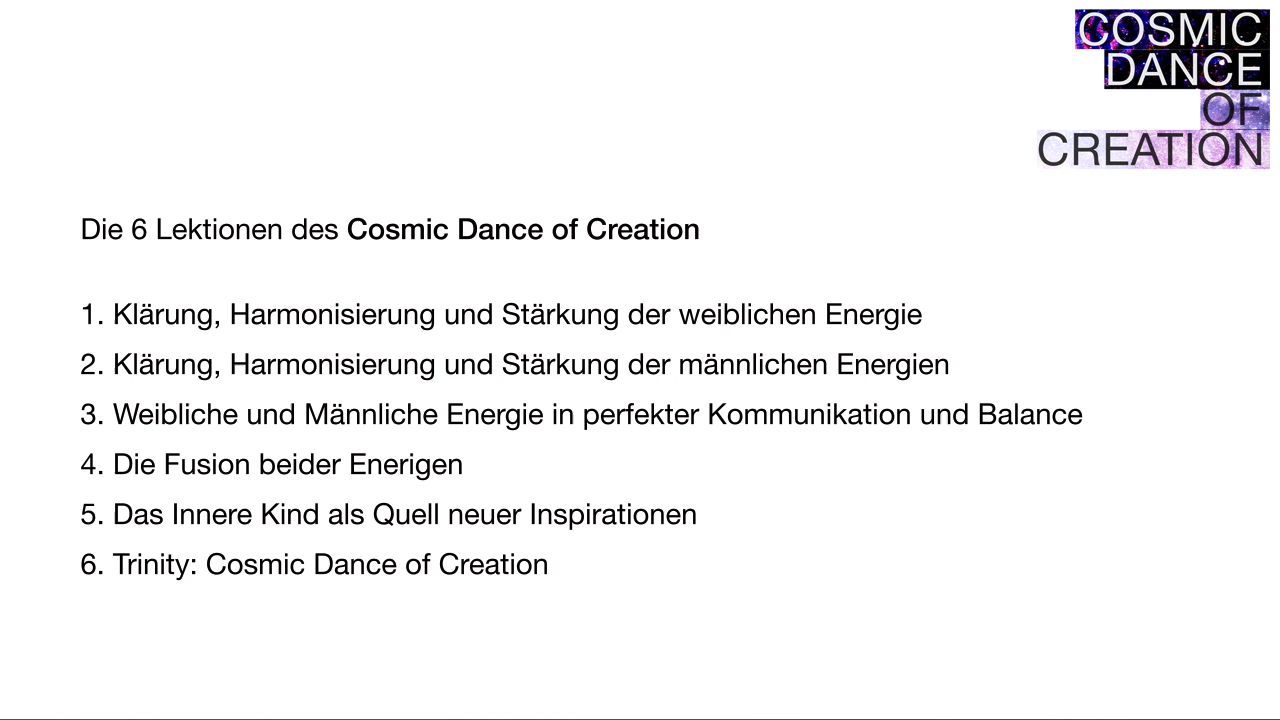 COSMIC
DANCE
OF
CREATION
Die 6 Lektionen des Cosmic Dance of Creation
1. Klärung, Harmonisierung und Stärkung der weiblichen Energie
2. Klärung, Harmonisierung und Stärkung der männlichen Energien
3. Weibliche und Männliche Energie in perfekter Kommunikation und Balance
4. Die Fusion beider Enerigen
5. Das Innere Kind als Quell neuer Inspirationen
6. Trinity: Cosmic Dance of Creation